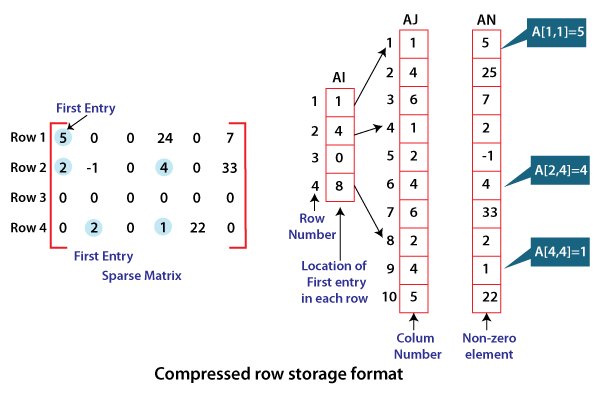 First Entry
Row 1 5 0 0 24 0 7
Row 2 2 -1 0 4 0 33
Row 3 0 0 0 0 0 0
Row 4 0 2 0 1 22 0
First Entry
Sparse Matrix
AI
1 1
2 4
3 0
4 8
Row
Number
Location of
First entry
in each row
AJ
1 1
2 4
3 6
4 1
5 2
6 4
7 6
8 2
9 4
10 5
Colum
Number
AN
5
25
7
2
-1
4
33
2
1
22
Non-zero
element
A[1,1]=5
A[2,4]=4
A[4,4]=1
Compressed row storage format